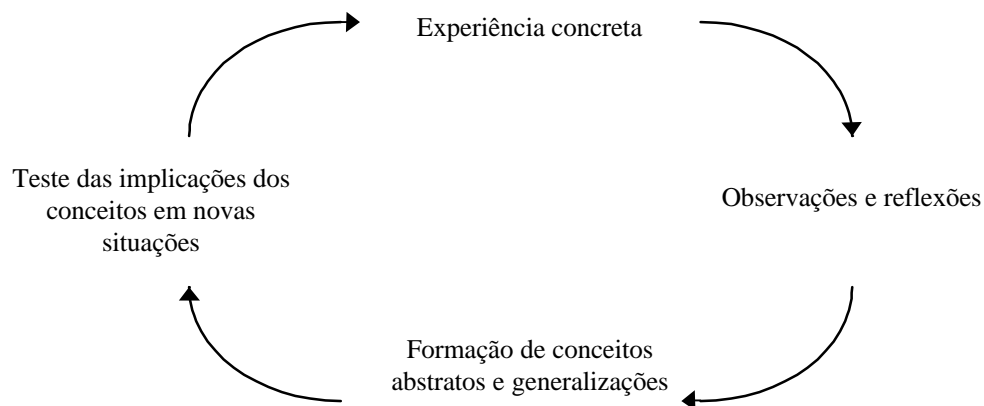 Experiência concreta
Teste das implicações dos
conceitos em novas
situações
Observações e reflexões
Formação de conceitos
abstratos e generalizações